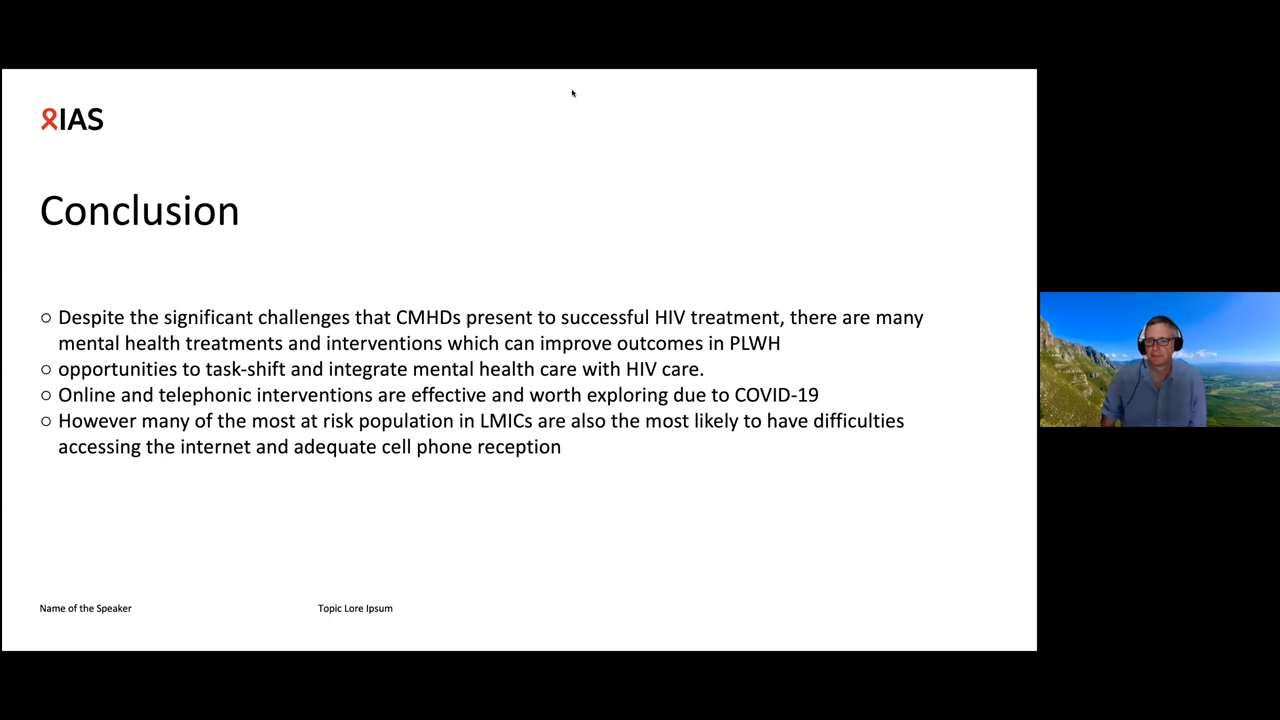 IAS
Conclusion
○ Despite the significant challenges that CMHDs present to successful HIV treatment, there are many
mental health treatments and interventions which can improve outcomes in PLWH
○ opportunities to task-shift and integrate mental health care with HIV care.
○ Online and telephonic interventions are effective and worth exploring due to COVID-19
○ However many of the most at risk population in LMICs are also the most likely to have difficulties
accessing the internet and adequate cell phone reception
Name of the Speaker
Topic Lore Ipsum